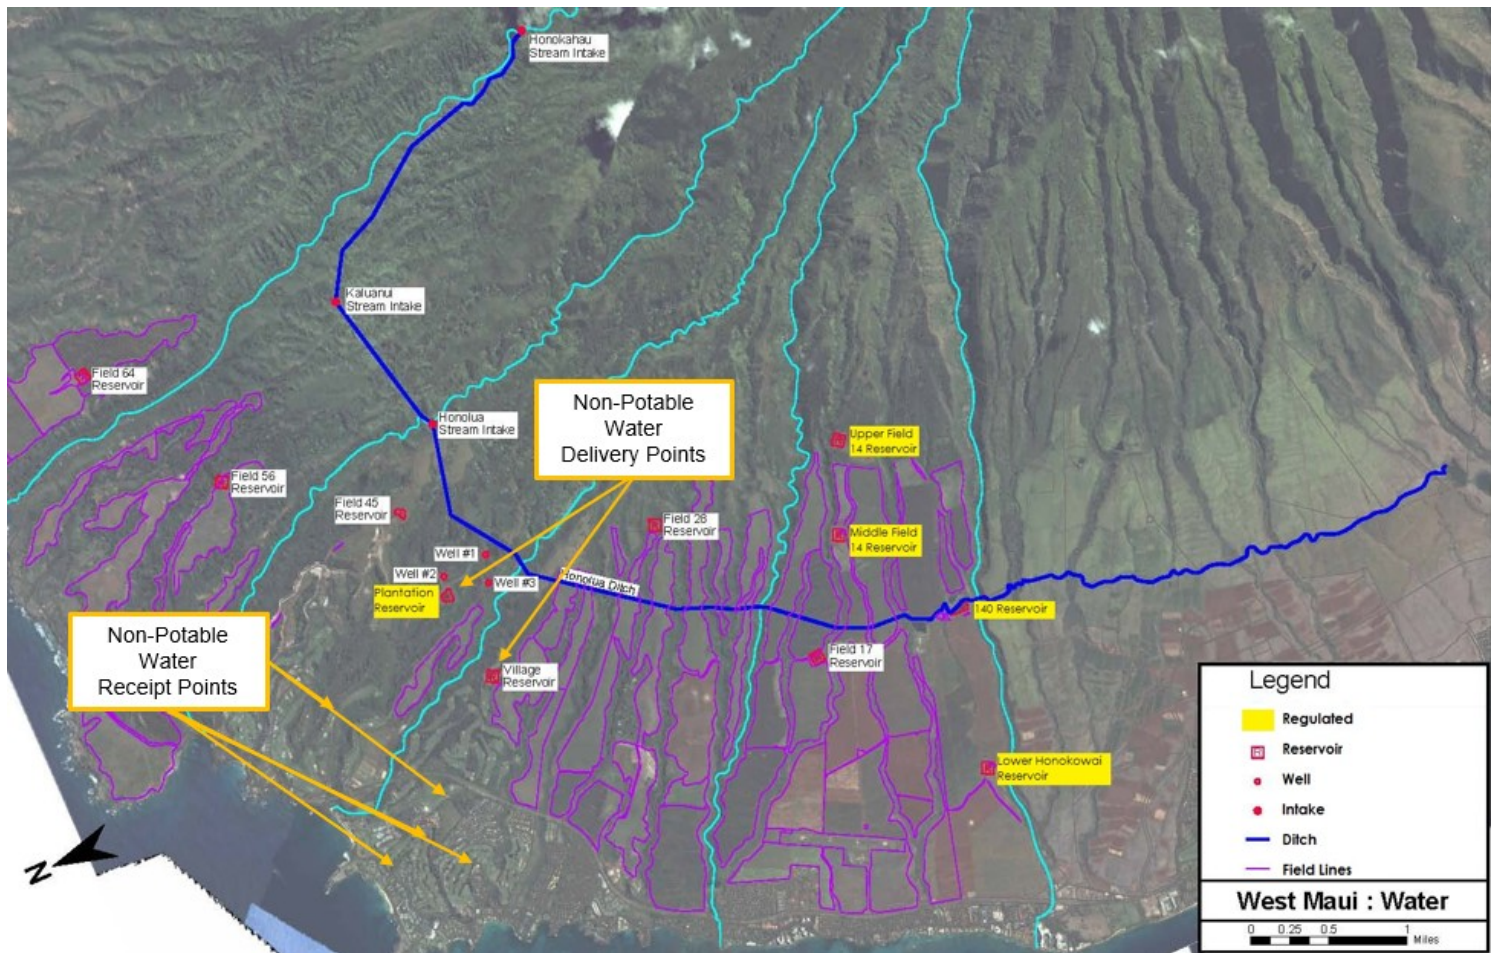 Honokahau
Stream Intake
Kaluanui
Stream Intake
Field 64
Reservoir
Non-Potable
Water
Delivery Points
Honolua
Stream Intake
Upper Field
14 Reservoir
Field 56
Reservoir
Field 45
Reservoir
Field 28
Reservoir
Middle Field
14 Reservoir
Well #1
Well #2
Well #3
Honolua Ditch
Plantation
Reservoir
140 Reservoir
Non-Potable
Water
Receipt Points
Village
Reservoir
Field 17
Reservoir
Lower Honokowai
Reservoir
N
Legend
Regulated
Reservoir
Well
Intake
Ditch
Field Lines
West Maui : Water
0 0.25 0.5 1
Miles